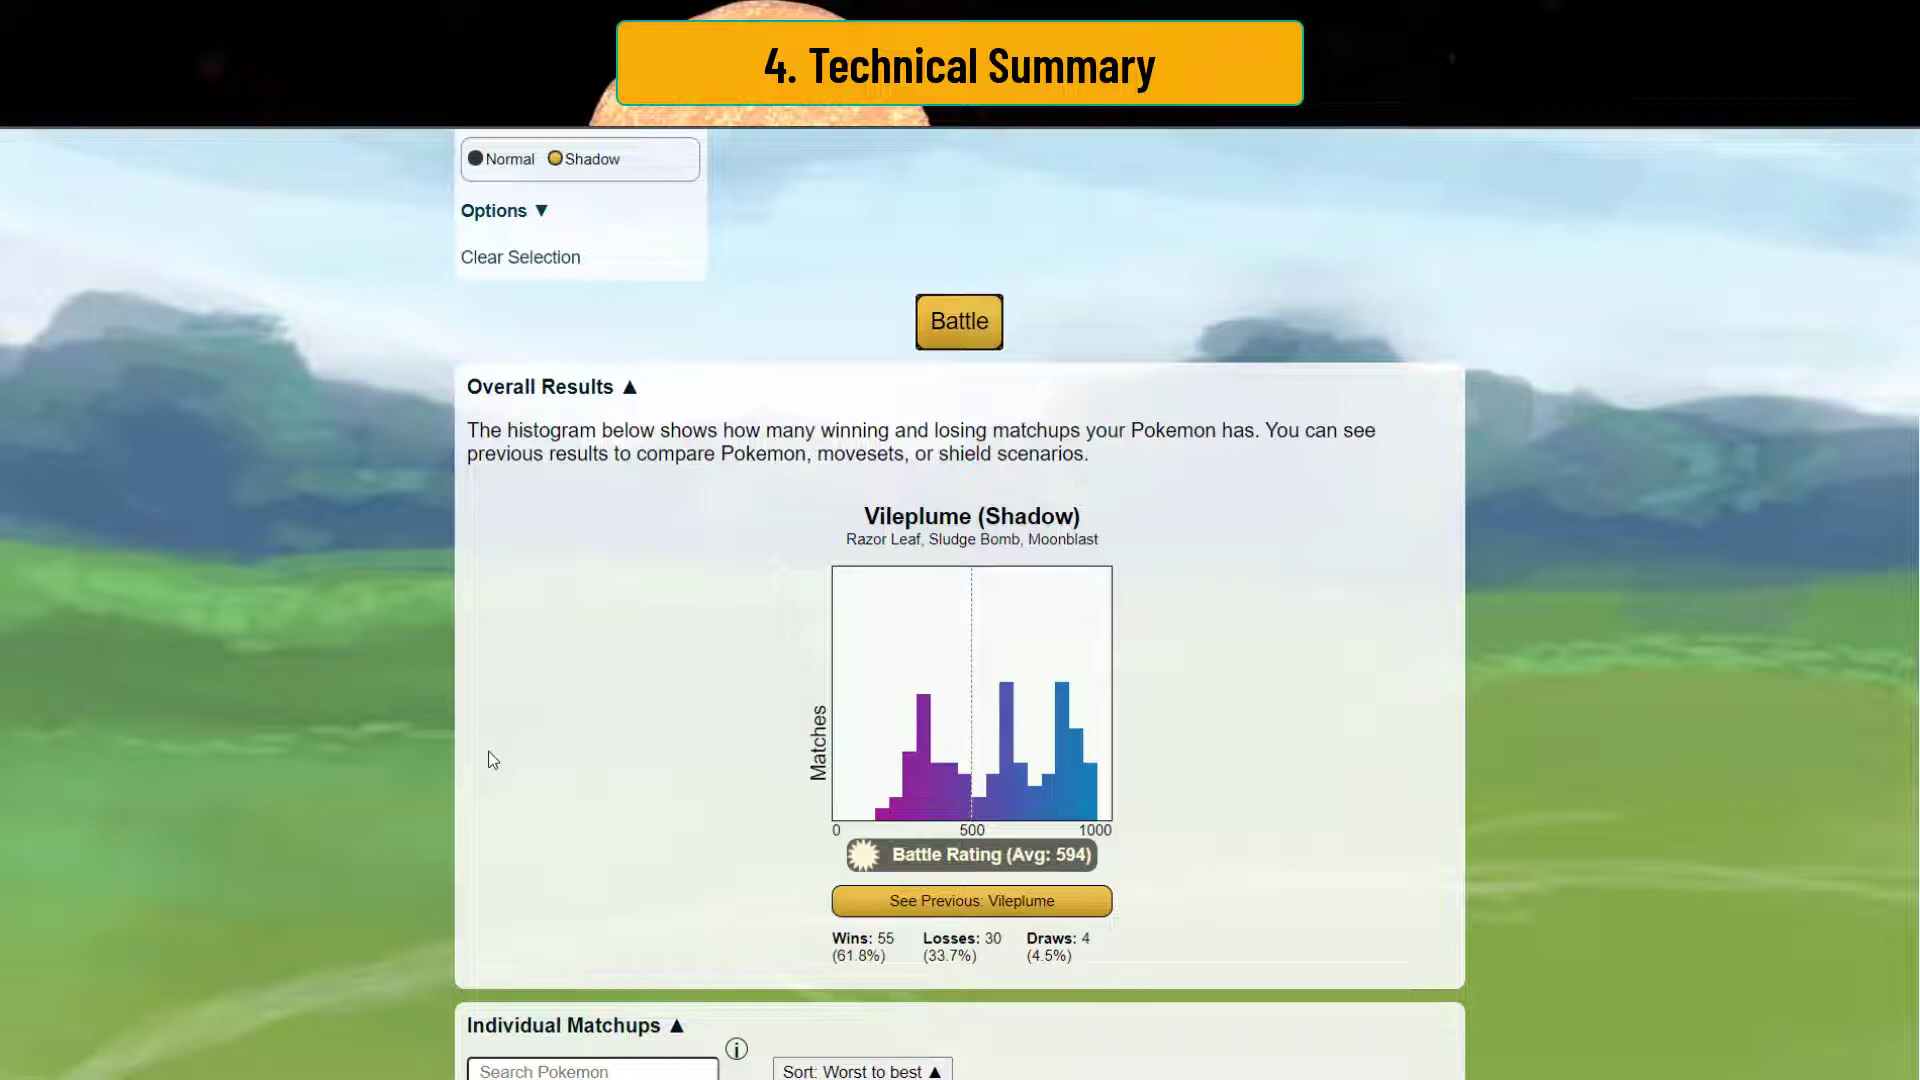 4. Technical Summary
Normal Shadow
Options ▼
Clear Selection
Battle
Overall Results ▲
The histogram below shows how many winning and losing matchups your Pokemon has. You can see
previous results to compare Pokemon, movesets, or shield scenarios.
Vileplume (Shadow)
Razor Leaf, Sludge Bomb, Moonblast
Matches
0 500 1000
Battle Rating (Avg: 594)
See Previous: Vileplume
Wins: 55 Losses: 30 Draws: 4
(61.8%) (33.7%) (4.5%)
Individual Matchups ▲
i
Search Pokemon
Sort: Worst to best ▲